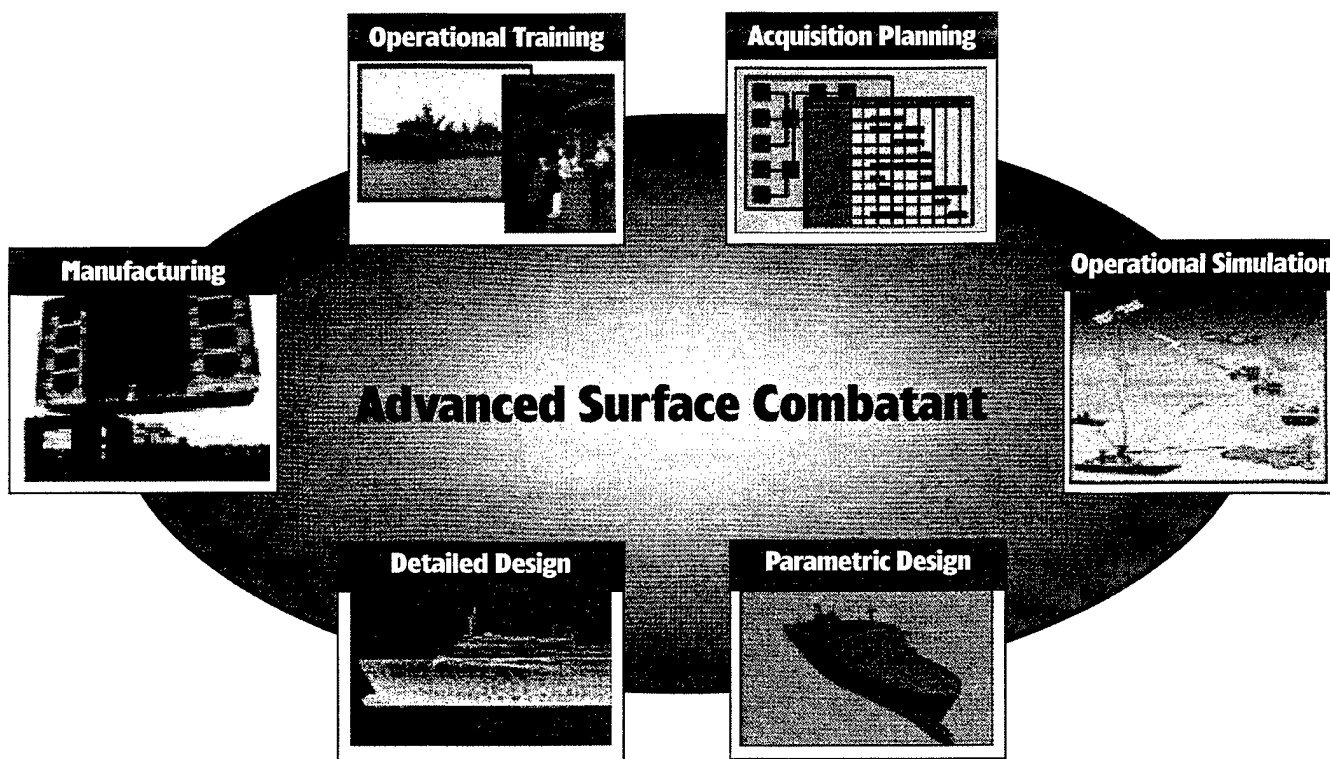 Operational Training
Acquisition Planning
Manufacturing
Operational Simulation
Advanced Surface Combatant
Detailed Design
Parametric Design